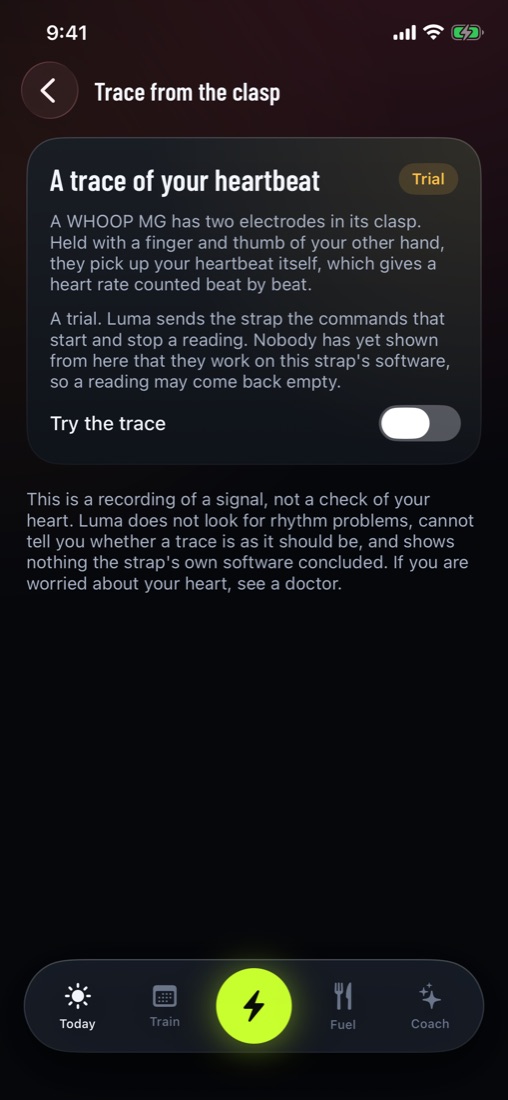 9:41
Trace from the clasp
A trace of your heartbeat
Trial
A WHOOP MG has two electrodes in its clasp.
Held with a finger and thumb of your other hand,
they pick up your heartbeat itself, which gives a
heart rate counted beat by beat.
A trial. Luma sends the strap the commands that
start and stop a reading. Nobody has yet shown
from here that they work on this strap's software,
so a reading may come back empty.
Try the trace
This is a recording of a signal, not a check of your
heart. Luma does not look for rhythm problems, cannot
tell you whether a trace is as it should be, and shows
nothing the strap's own software concluded. If you are
worried about your heart, see a doctor.
Today
Train
Fuel
Coach